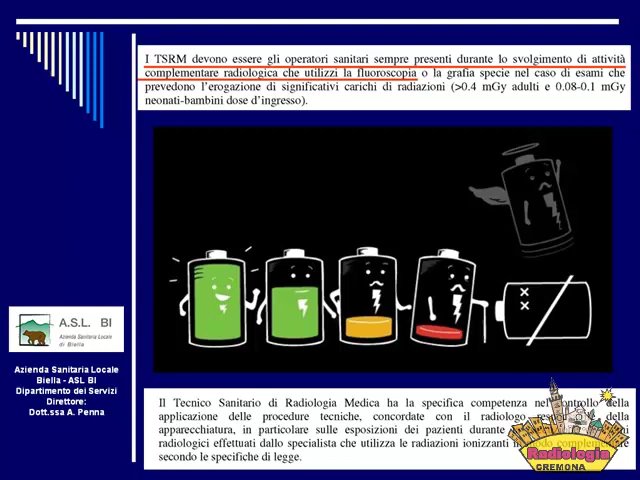 I TSRM devono essere gli operatori sanitari sempre presenti durante lo svolgimento di attività
complementare radiologica che utilizzi la fluoroscopia o la grafia specie nel caso di esami che
prevedono l'erogazione di significativi carichi di radiazioni (>0.4 mGy adulti e 0.08-0.1 mGy
neonati-bambini dose d'ingresso).
A.S.L. BI
Azienda Sanitaria Locale
di Biella
Azienda Sanitaria Locale
Biella - ASL BI
Dipartimento dei Servizi
Direttore:
Dott.ssa A. Penna
Il Tecnico Sanitario di Radiologia Medica ha la specifica competenza nel controllo della
applicazione delle procedure tecniche, concordate con il radiologo della
apparecchiatura, in particolare sulle esposizioni dei pazienti durante
radiologici effettuati dallo specialista che utilizza le radiazioni ionizzanti
secondo le specifiche di legge.
Radiologia
CREMONA